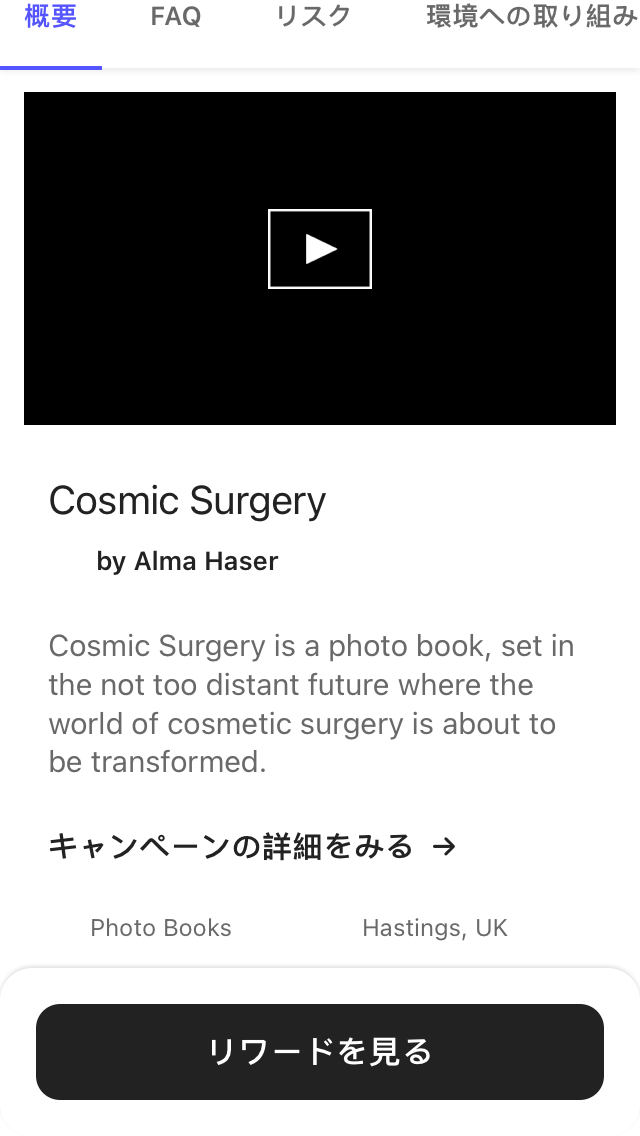 概要 FAQ リスク 環境への取り組み
Cosmic Surgery
by Alma Haser
Cosmic Surgery is a photo book, set in
the not too distant future where the
world of cosmetic surgery is about to
be transformed.
キャンペーンの詳細をみる →
Photo Books Hastings, UK
リワードを見る